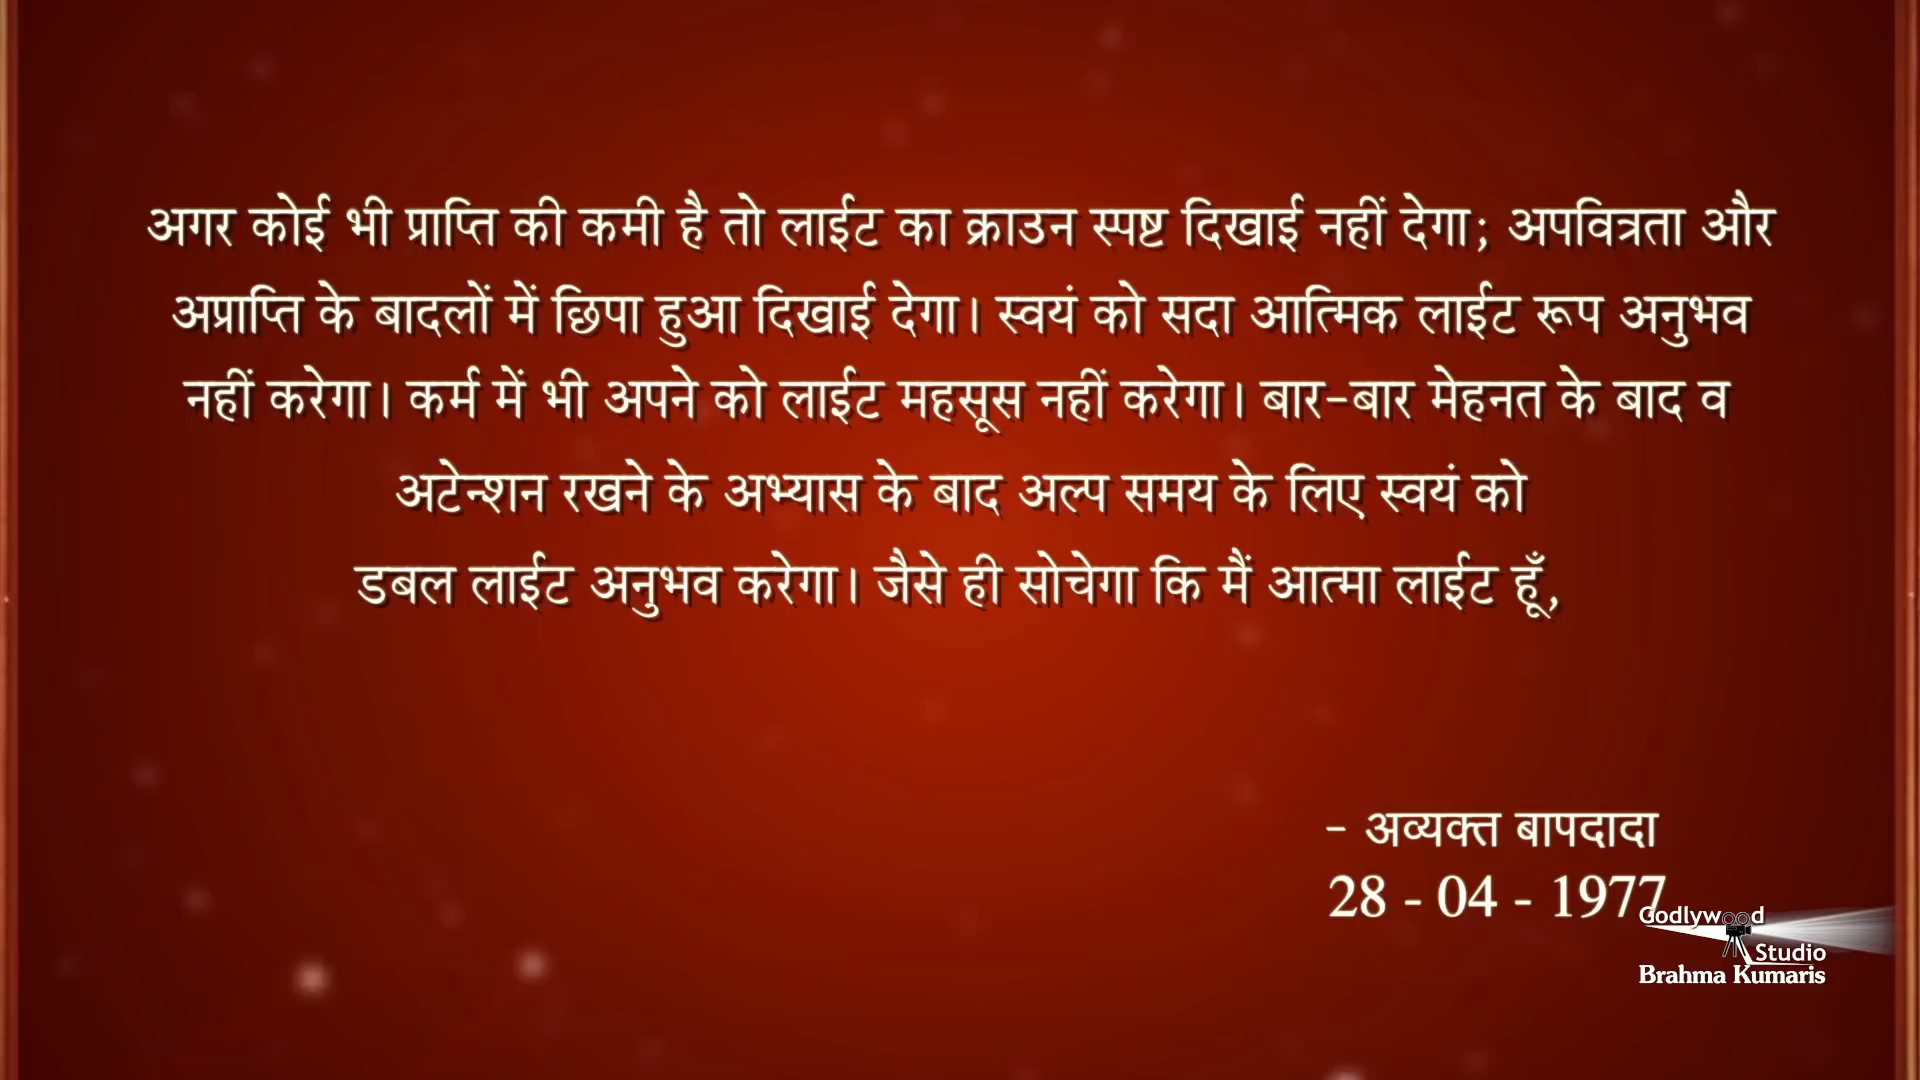 अगर कोई भी प्राप्ति की कमी है तो लाईट का क्राउन स्पष्ट दिखाई नहीं देगा; अपवित्रता और
अप्राप्ति के बादलों में छिपा हुआ दिखाई देगा। स्वयं को सदा आत्मिक लाईट रूप अनुभव
नहीं करेगा। कर्म में भी अपने को लाईट महसूस नहीं करेगा। बार-बार मेहनत के बाद व
अटेन्शन रखने के अभ्यास के बाद अल्प समय के लिए स्वयं को
डबल लाईट अनुभव करेगा। जैसे ही सोचेगा कि मैं आत्मा लाईट हूँ,
- अव्यक्त बापदादा
28 - 04 - 1977
Godlywood
Studio
Brahma Kumaris